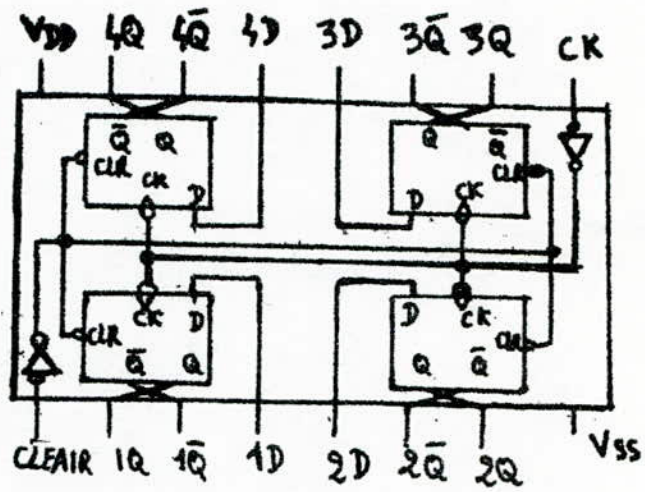 VDD 4Q 4Q̅ 4D 3D 3Q̅ 3Q CK
Q̅ Q Q Q̅
CLR CK D D CK CLR
CLR CK D D CK CLR
Q̅ Q Q Q̅
CLEAIR 1Q 1Q̅ 1D 2D 2Q̅ 2Q VSS